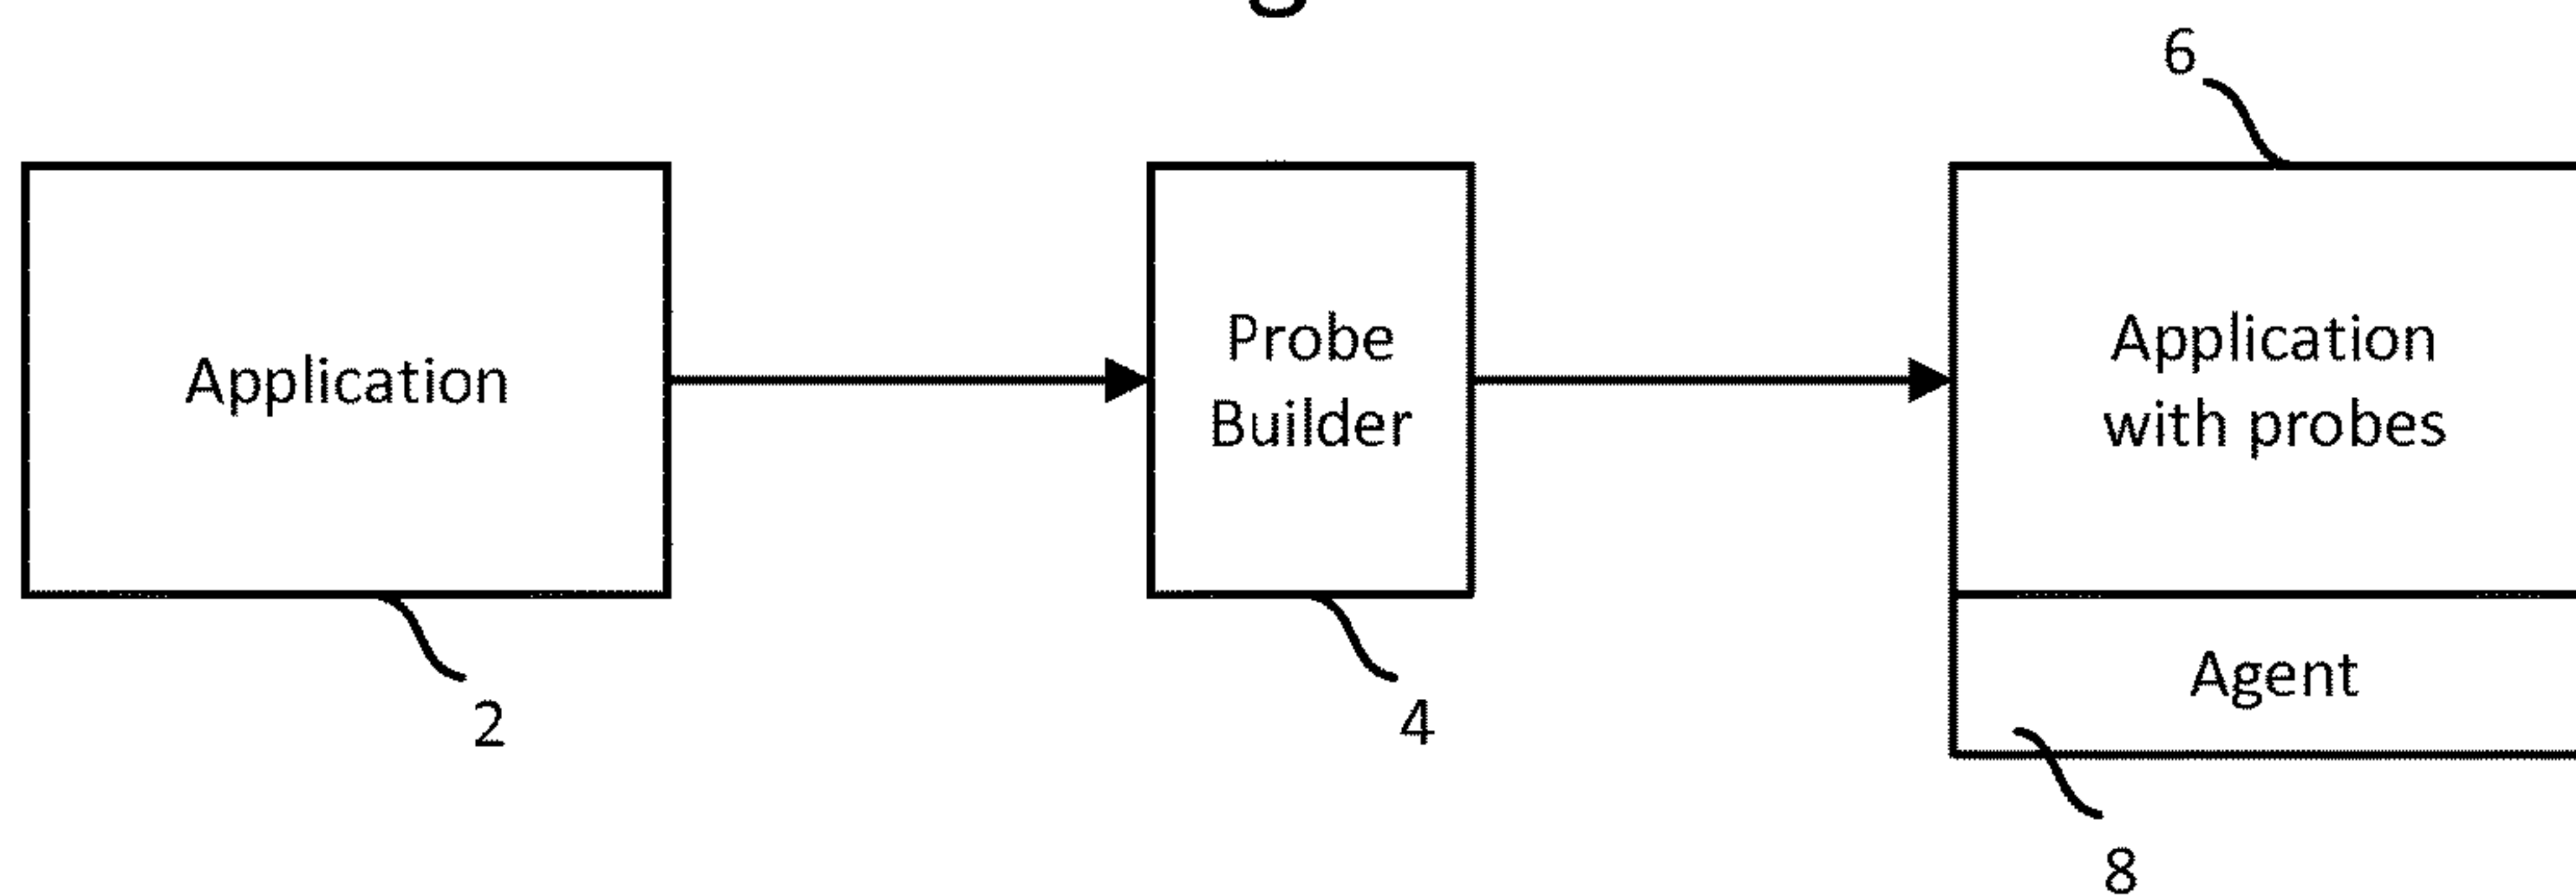 6
Application
Probe
Builder
Application
with probes
Agent
2
4
8